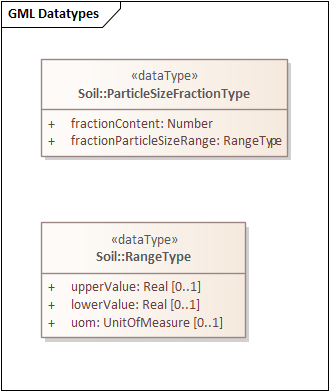 GML Datatypes
«dataType»
Soil::ParticleSizeFractionType
+ fractionContent: Number
+ fractionParticleSizeRange: RangeType
«dataType»
Soil::RangeType
+ upperValue: Real [0..1]
+ lowerValue: Real [0..1]
+ uom: UnitOfMeasure [0..1]